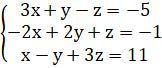 3x + y − z = −5
−2x + 2y + z = −1
x − y + 3z = 11